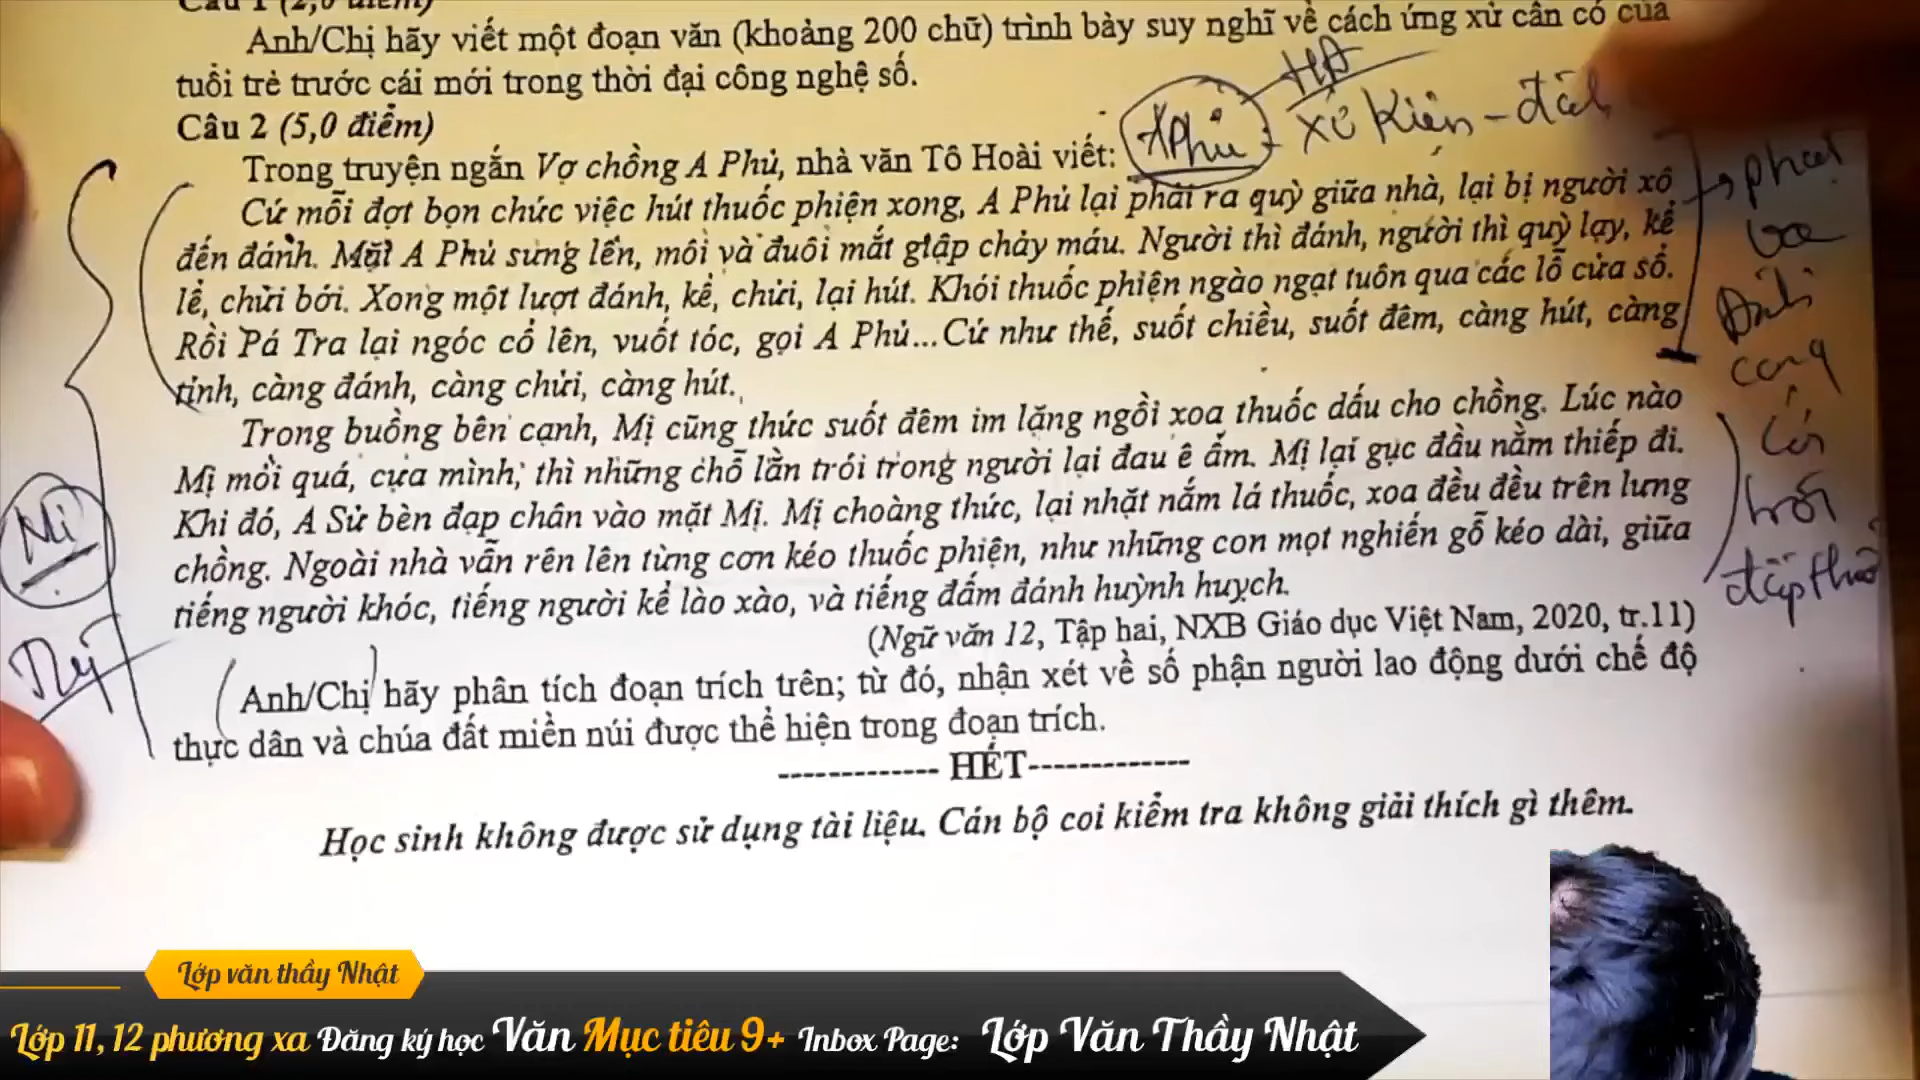 Câu 1 (2,0 điểm)
Anh/Chị hãy viết một đoạn văn (khoảng 200 chữ) trình bày suy nghĩ về cách ứng xử cần có của
tuổi trẻ trước cái mới trong thời đại công nghệ số.
Câu 2 (5,0 điểm)
Trong truyện ngắn Vợ chồng A Phủ, nhà văn Tô Hoài viết:
A Phủ
Xử kiện - đánh
Cứ mỗi đợt bọn chức việc hút thuốc phiện xong, A Phủ lại phải ra quỳ giữa nhà, lại bị người xô
đến đánh. Mặt A Phủ sưng lên, môi và đuôi mắt giập chảy máu. Người thì đánh, người thì quỳ lạy, kể
lể, chửi bới. Xong một lượt đánh, kể, chửi, lại hút. Khói thuốc phiện ngào ngạt tuôn qua các lỗ cửa sổ.
Rồi Pá Tra lại ngóc cổ lên, vuốt tóc, gọi A Phủ...Cứ như thế, suốt chiều, suốt đêm, càng hút, càng
tỉnh, càng đánh, càng chửi, càng hút.
Trong buồng bên cạnh, Mị cũng thức suốt đêm im lặng ngồi xoa thuốc dấu cho chồng. Lúc nào
Mị mỏi quá, cựa mình, thì những chỗ lằn trói trong người lại đau ê ẩm. Mị lại gục đầu nằm thiếp đi.
Khi đó, A Sử bèn đạp chân vào mặt Mị. Mị choàng thức, lại nhặt nắm lá thuốc, xoa đều đều trên lưng
chồng. Ngoài nhà vẫn rên lên từng cơn kéo thuốc phiện, như những con mọt nghiến gỗ kéo dài, giữa
tiếng người khóc, tiếng người kể lào xào, và tiếng đấm đánh huỳnh huỵch.
(Ngữ văn 12, Tập hai, NXB Giáo dục Việt Nam, 2020, tr.11)
Anh/Chị hãy phân tích đoạn trích trên; từ đó, nhận xét về số phận người lao động dưới chế độ
thực dân và chúa đất miền núi được thể hiện trong đoạn trích.
------------- HẾT-------------
Học sinh không được sử dụng tài liệu. Cán bộ coi kiểm tra không giải thích gì thêm.
Mị
trói
Lớp văn thầy Nhật
Lớp 11, 12 phương xa Đăng ký học Văn Mục tiêu 9+ Inbox Page: Lớp Văn Thầy Nhật